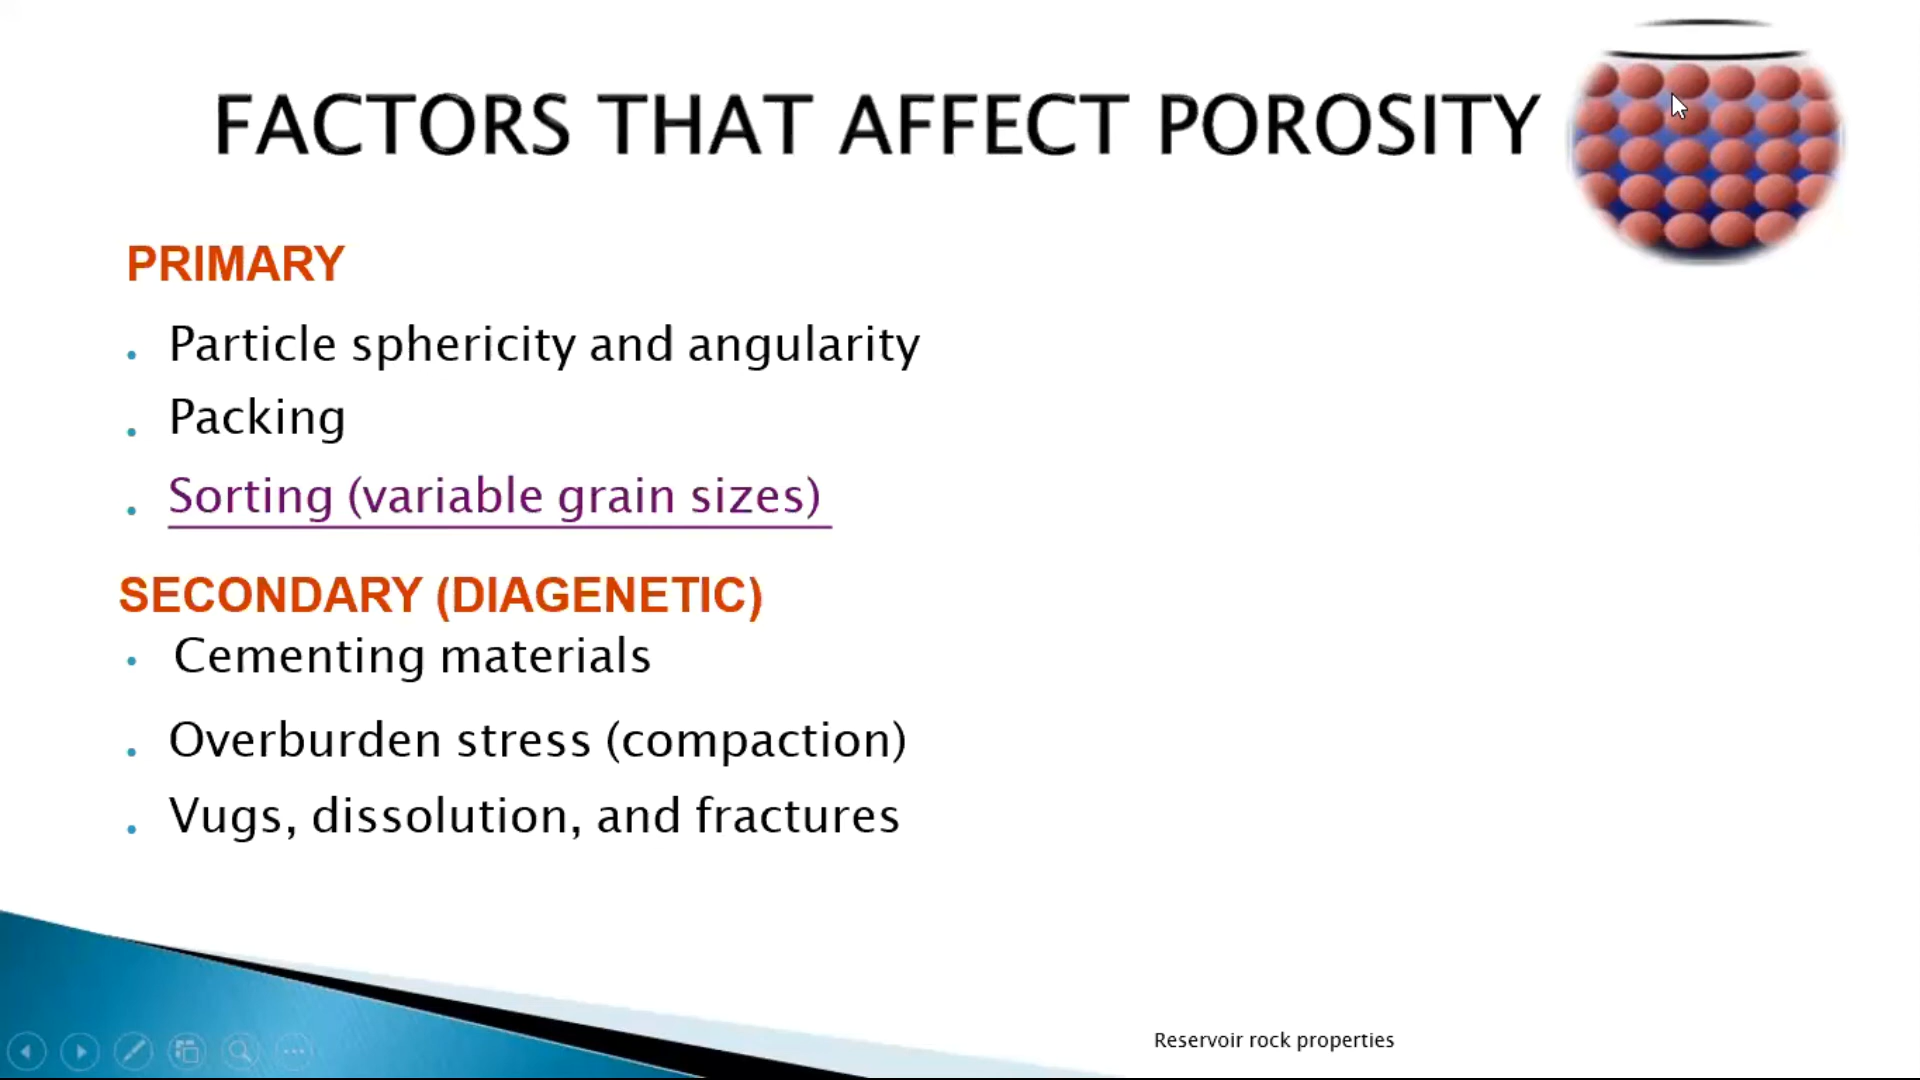 FACTORS THAT AFFECT POROSITY
PRIMARY
• Particle sphericity and angularity
• Packing
• Sorting (variable grain sizes)
SECONDARY (DIAGENETIC)
• Cementing materials
• Overburden stress (compaction)
• Vugs, dissolution, and fractures
Reservoir rock properties